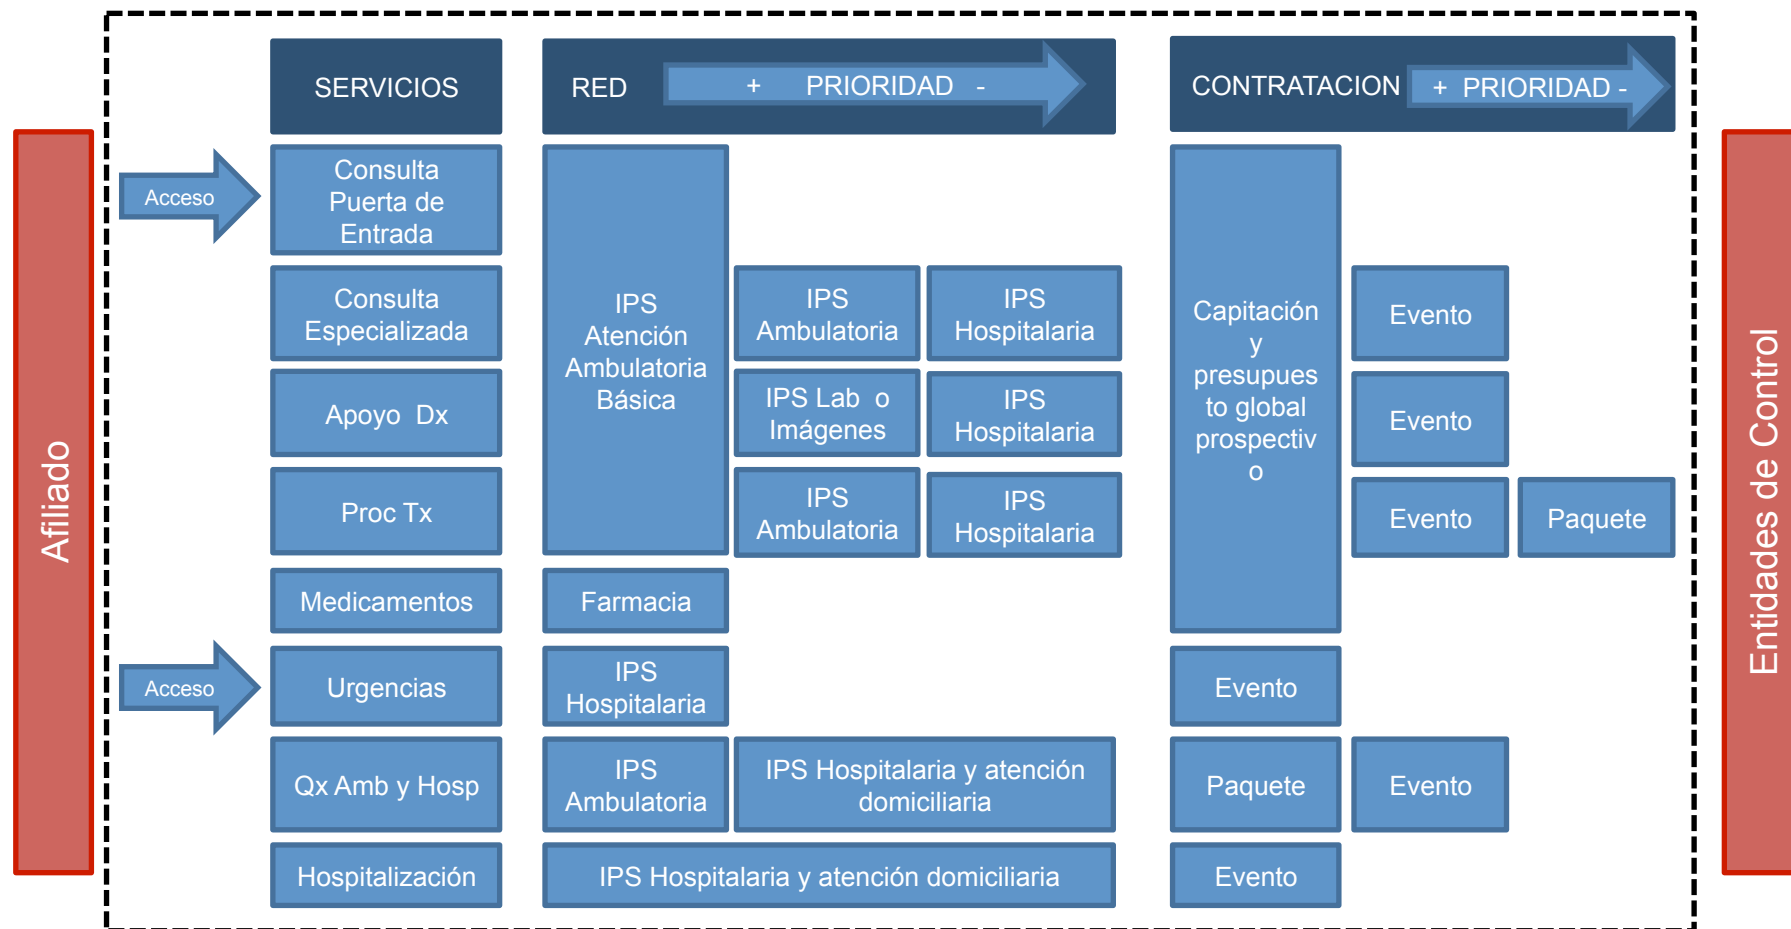 SERVICIOS
RED
+ PRIORIDAD -
CONTRATACION
+ PRIORIDAD -
Afiliado
Acceso
Consulta
Puerta de
Entrada
IPS
Atención
Ambulatoria
Básica
Capitación
y
presupues
to global
prospectiv
o
Consulta
Especializada
IPS
Ambulatoria
IPS
Hospitalaria
Evento
Apoyo Dx
IPS Lab o
Imágenes
IPS
Hospitalaria
Evento
Proc Tx
IPS
Ambulatoria
IPS
Hospitalaria
Evento
Paquete
Medicamentos
Farmacia
Acceso
Urgencias
IPS
Hospitalaria
Evento
Qx Amb y Hosp
IPS
Ambulatoria
IPS Hospitalaria y atención
domiciliaria
Paquete
Evento
Hospitalización
IPS Hospitalaria y atención domiciliaria
Evento
Entidades de Control